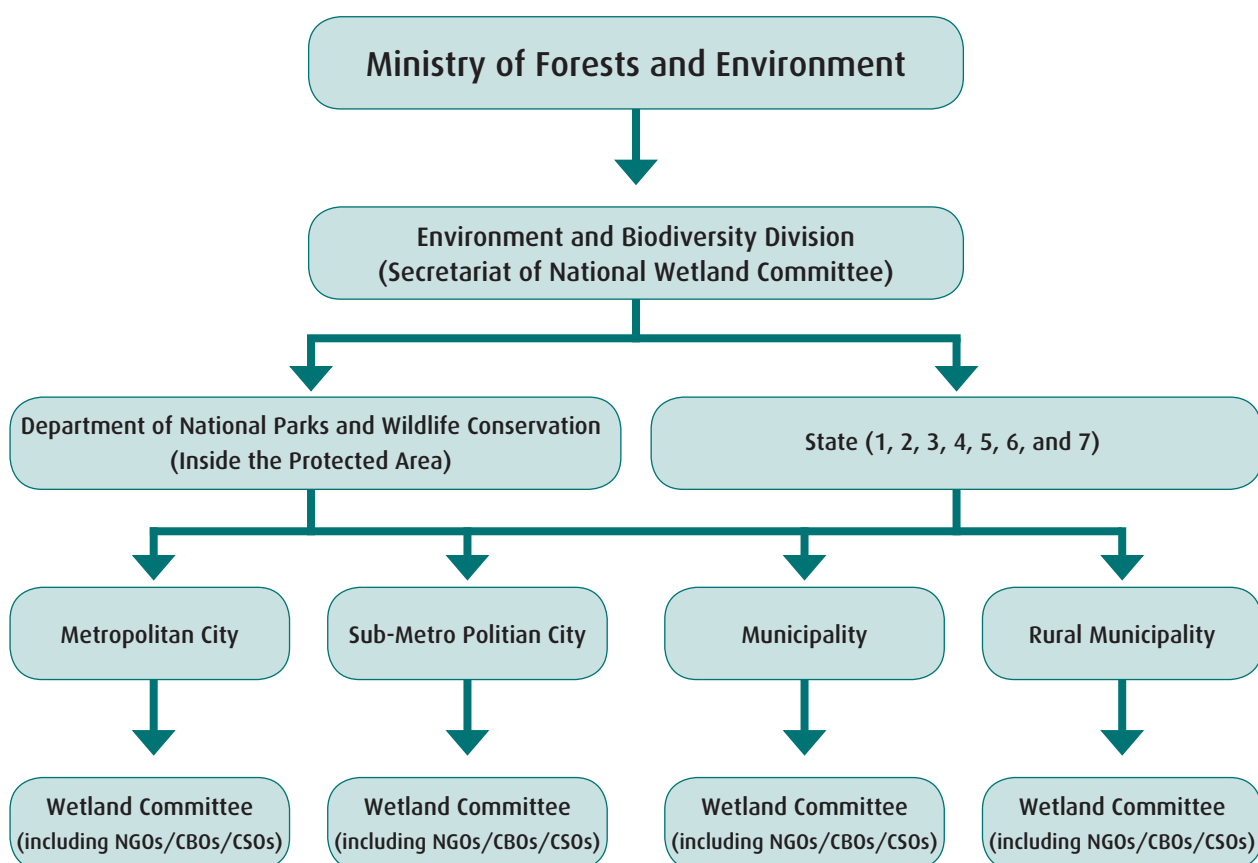 Ministry of Forests and Environment
Environment and Biodiversity Division
(Secretariat of National Wetland Committee)
Department of National Parks and Wildlife Conservation
(Inside the Protected Area)
State (1, 2, 3, 4, 5, 6, and 7)
Metropolitan City
Sub-Metro Politian City
Municipality
Rural Municipality
Wetland Committee
(including NGOs/CBOs/CSOs)
Wetland Committee
(including NGOs/CBOs/CSOs)
Wetland Committee
(including NGOs/CBOs/CSOs)
Wetland Committee
(including NGOs/CBOs/CSOs)